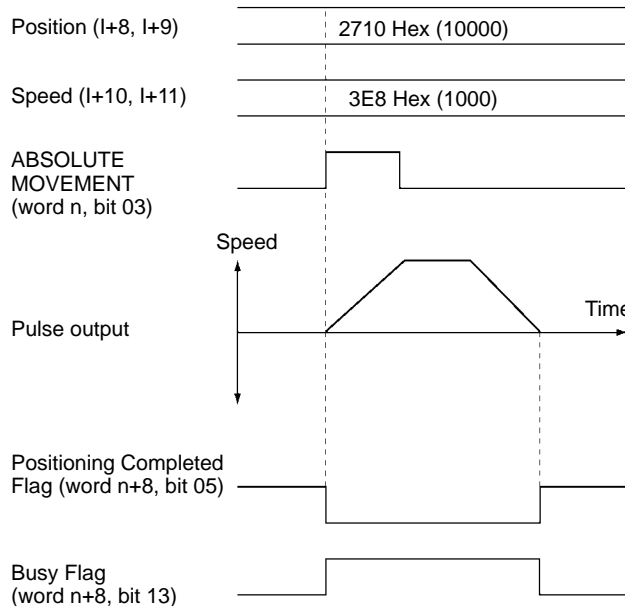 Position (I+8, I+9)
2710 Hex (10000)
Speed (I+10, I+11)
3E8 Hex (1000)
ABSOLUTE
MOVEMENT
(word n, bit 03)
Speed
Pulse output
Time
Positioning Completed
Flag (word n+8, bit 05)
Busy Flag
(word n+8, bit 13)